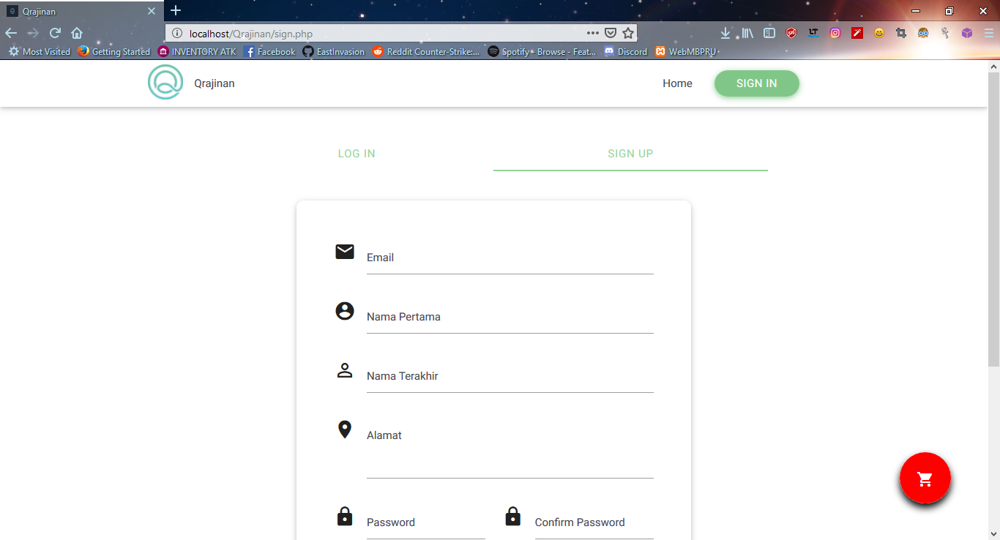 Qrajinan
localhost/Qrajinan/sign.php
Most Visited Getting Started INVENTORY ATK Facebook EastInvasion Reddit Counter-Strike:... Spotify - Browse - Feat... Discord WebMBPRU
Qrajinan Home SIGN IN
LOG IN SIGN UP
Email
Nama Pertama
Nama Terakhir
Alamat
Password Confirm Password